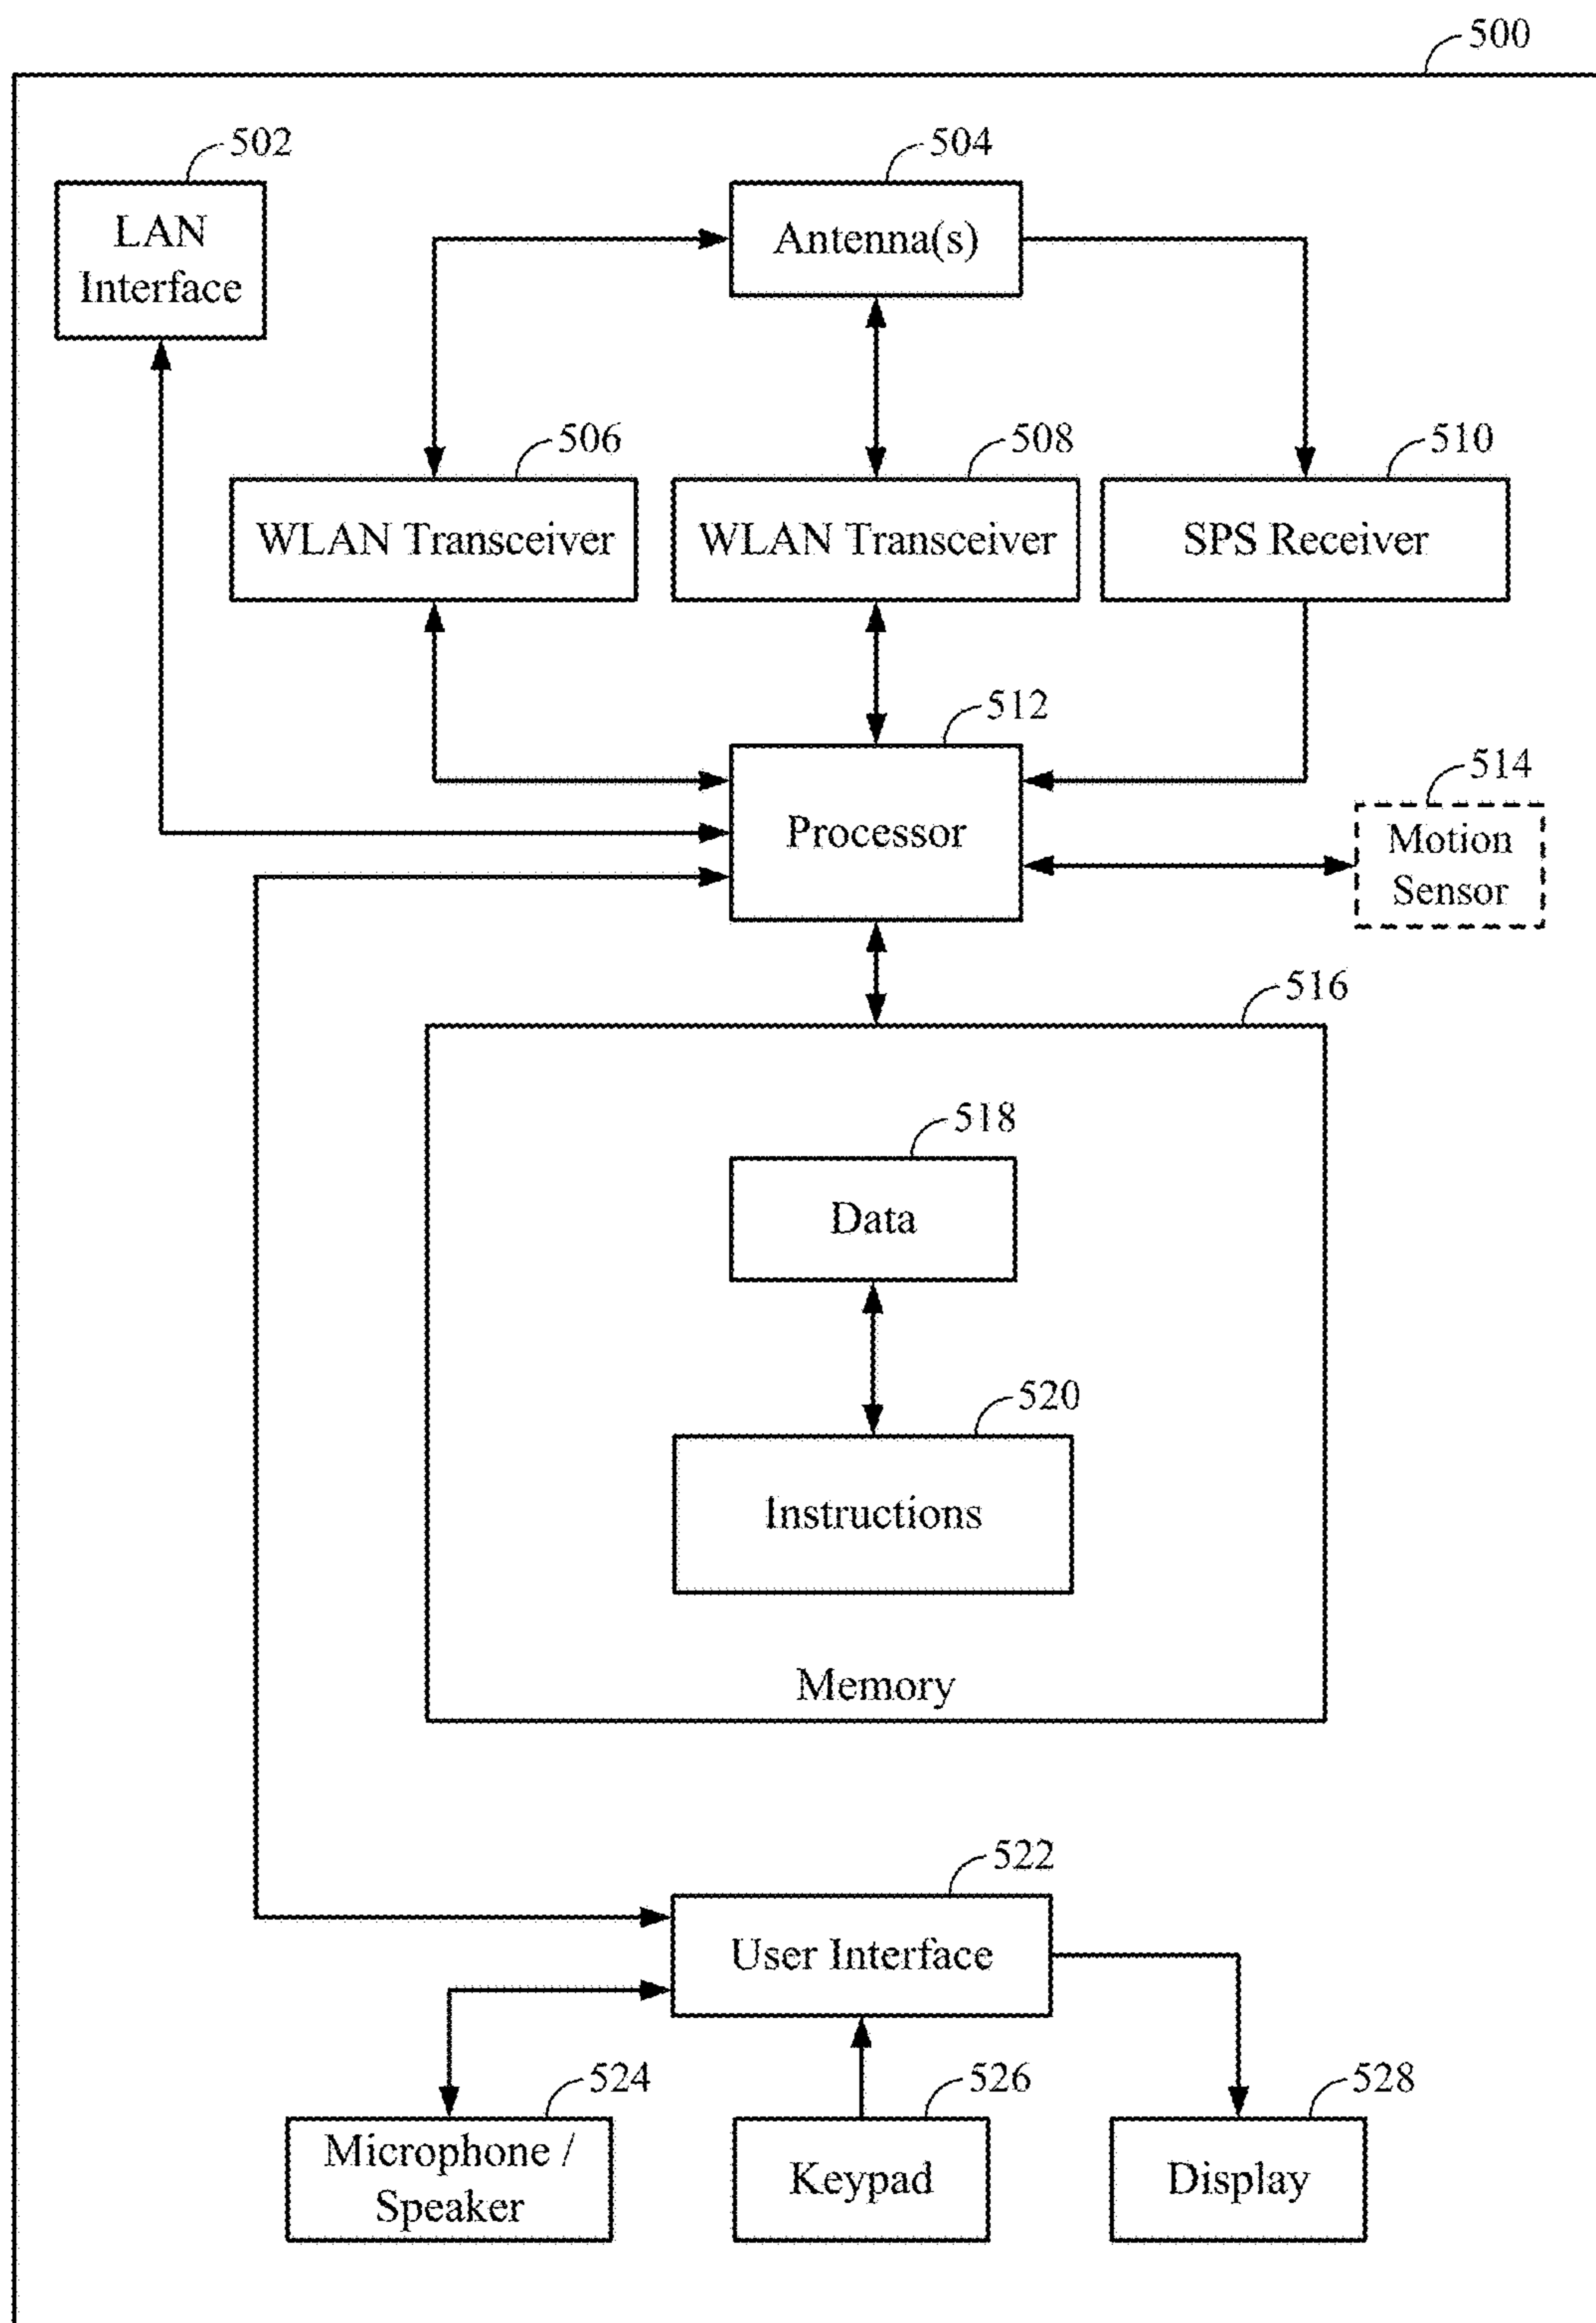 500
502
504
LAN
Interface
Antenna(s)
506
508
510
WLAN Transceiver
WLAN Transceiver
SPS Receiver
512
514
Processor
Motion
Sensor
516
518
Data
520
Instructions
Memory
522
User Interface
524
526
528
Microphone /
Speaker
Keypad
Display